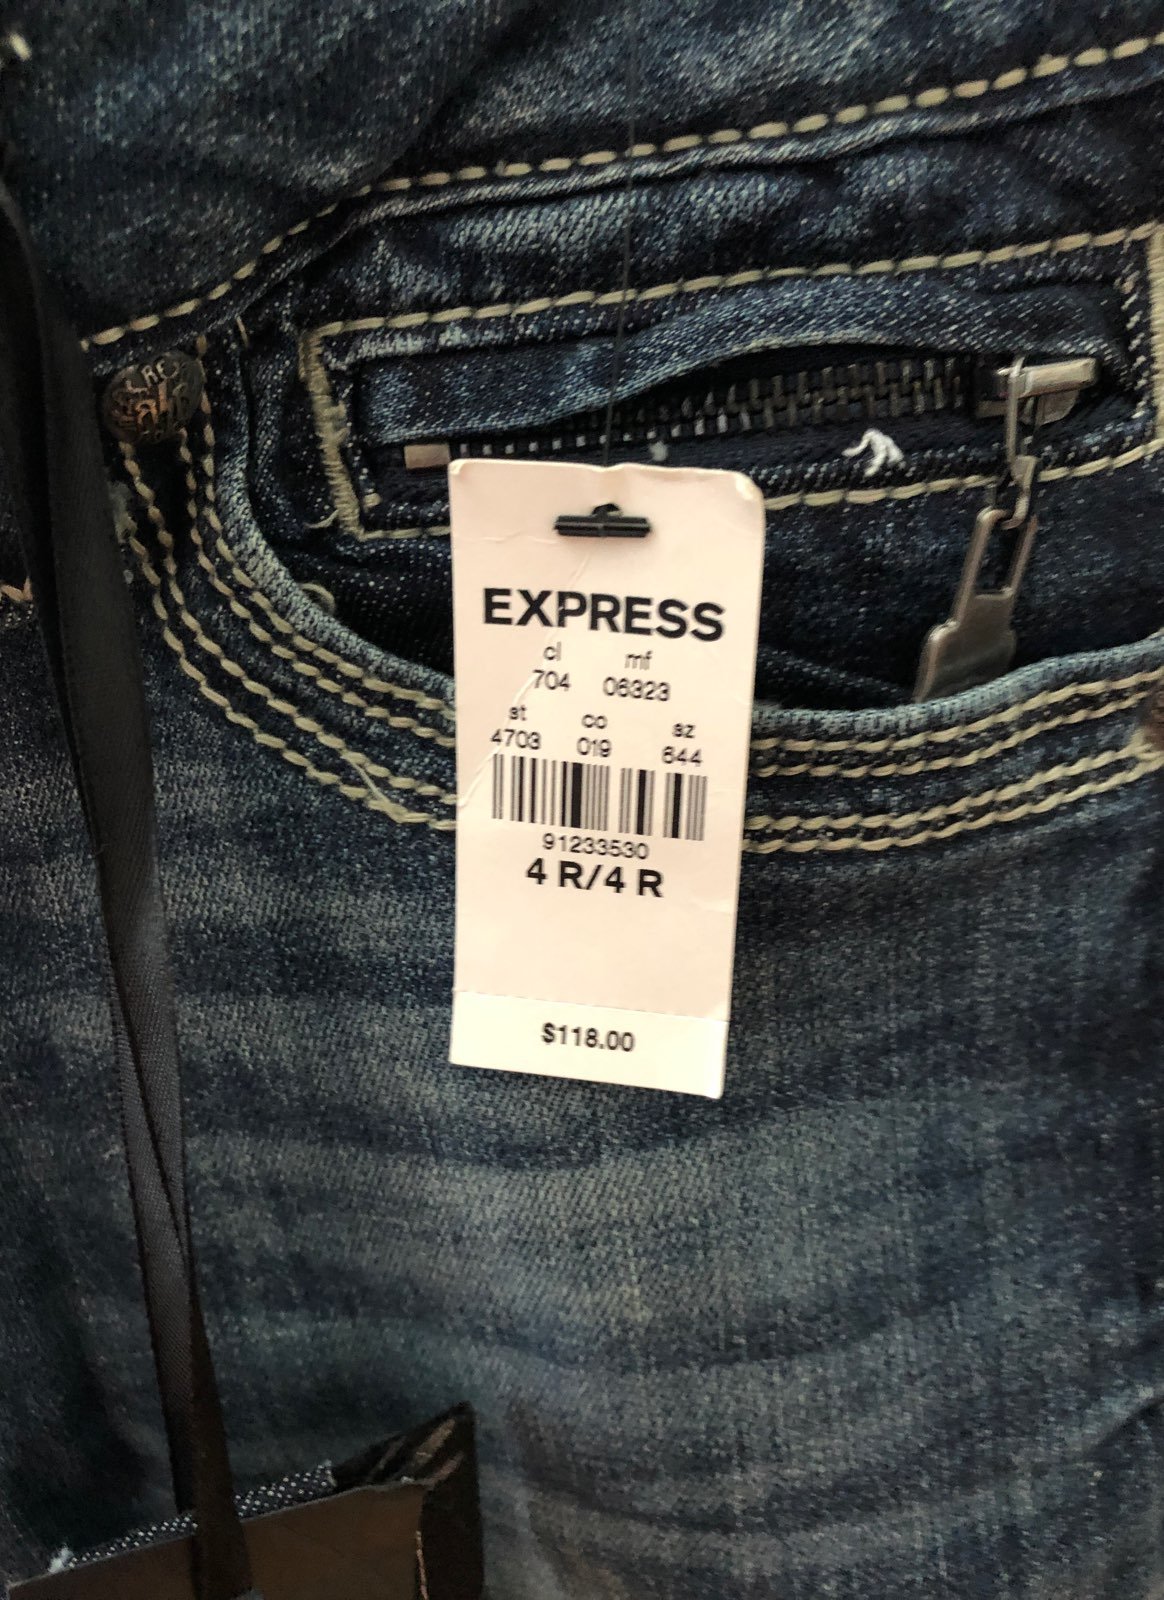 EXPRESS
cl mf
704 06323
st co sz
4703 019 644
91233530
4 R/4 R
$118.00